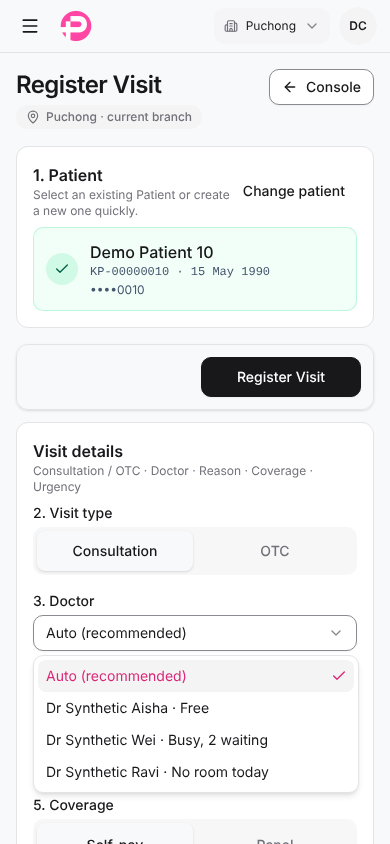 Puchong
DC
Register Visit
Console
Puchong · current branch
1. Patient
Select an existing Patient or create
a new one quickly.
Change patient
Demo Patient 10
KP-00000010 · 15 May 1990
••••0010
Register Visit
Visit details
Consultation / OTC · Doctor · Reason · Coverage ·
Urgency
2. Visit type
Consultation
OTC
3. Doctor
Auto (recommended)
Auto (recommended)
Dr Synthetic Aisha · Free
Dr Synthetic Wei · Busy, 2 waiting
Dr Synthetic Ravi · No room today
5. Coverage
Self-pay
Panel